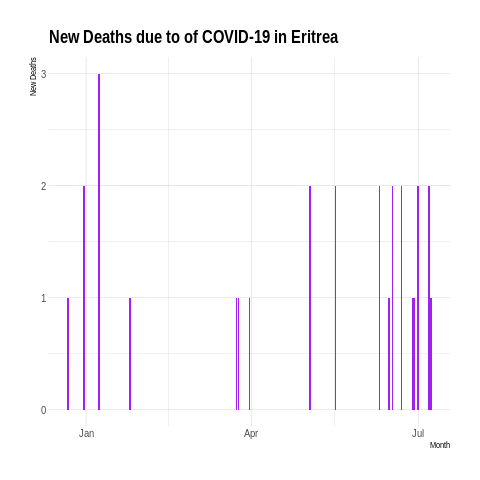 New Deaths due to of COVID-19 in Eritrea
New Deaths
3
2
1
0
Jan
Apr
Jul
Month